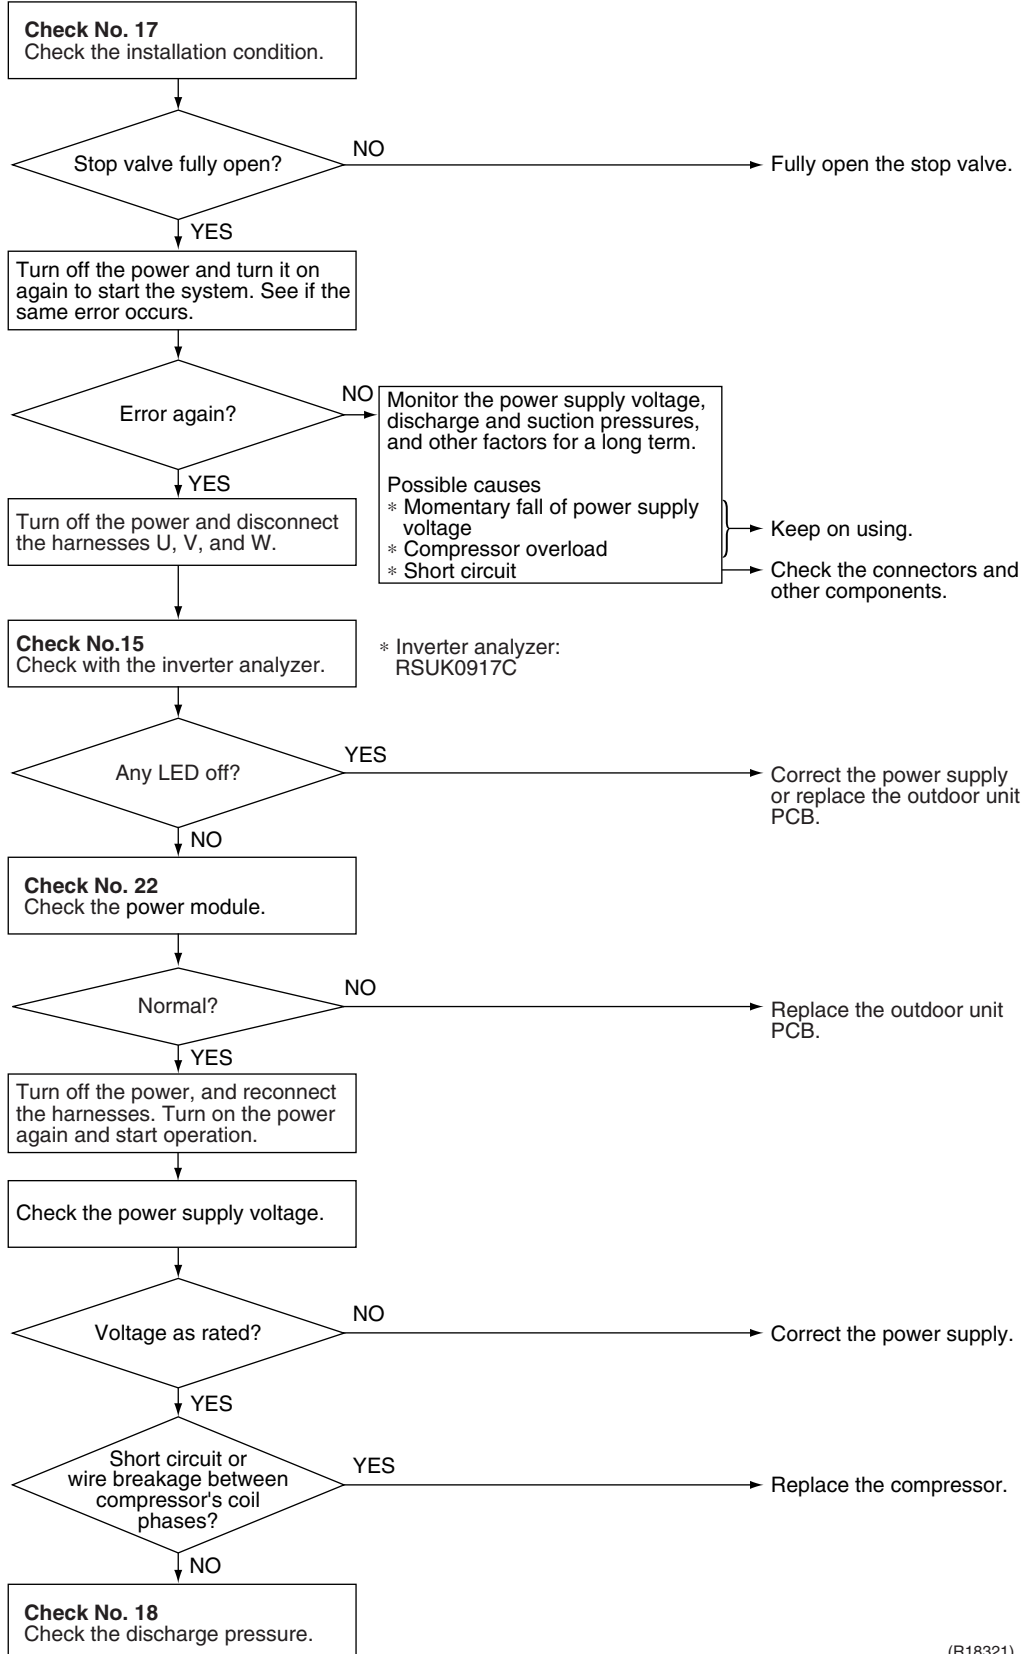 Check No. 17
Check the installation condition.
Stop valve fully open?
NO
Fully open the stop valve.
YES
Turn off the power and turn it on
again to start the system. See if the
same error occurs.
Error again?
NO
Monitor the power supply voltage,
discharge and suction pressures,
and other factors for a long term.
Possible causes
* Momentary fall of power supply
voltage
* Compressor overload
* Short circuit
Keep on using.
Check the connectors and
other components.
YES
Turn off the power and disconnect
the harnesses U, V, and W.
Check No.15
Check with the inverter analyzer.
* Inverter analyzer:
RSUK0917C
Any LED off?
YES
Correct the power supply
or replace the outdoor unit
PCB.
NO
Check No. 22
Check the power module.
Normal?
NO
Replace the outdoor unit
PCB.
YES
Turn off the power, and reconnect
the harnesses. Turn on the power
again and start operation.
Check the power supply voltage.
Voltage as rated?
NO
Correct the power supply.
YES
Short circuit or
wire breakage between
compressor's coil
phases?
YES
Replace the compressor.
NO
Check No. 18
Check the discharge pressure.
(R18321)